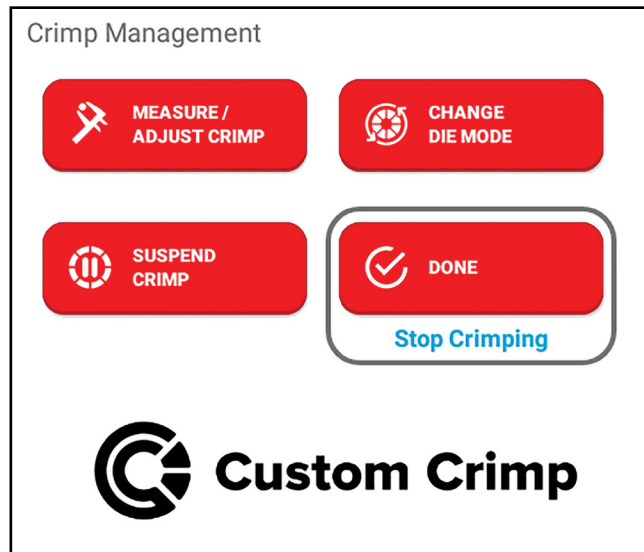 Crimp Management
MEASURE /
ADJUST CRIMP
CHANGE
DIE MODE
SUSPEND
CRIMP
DONE
Stop Crimping
Custom Crimp